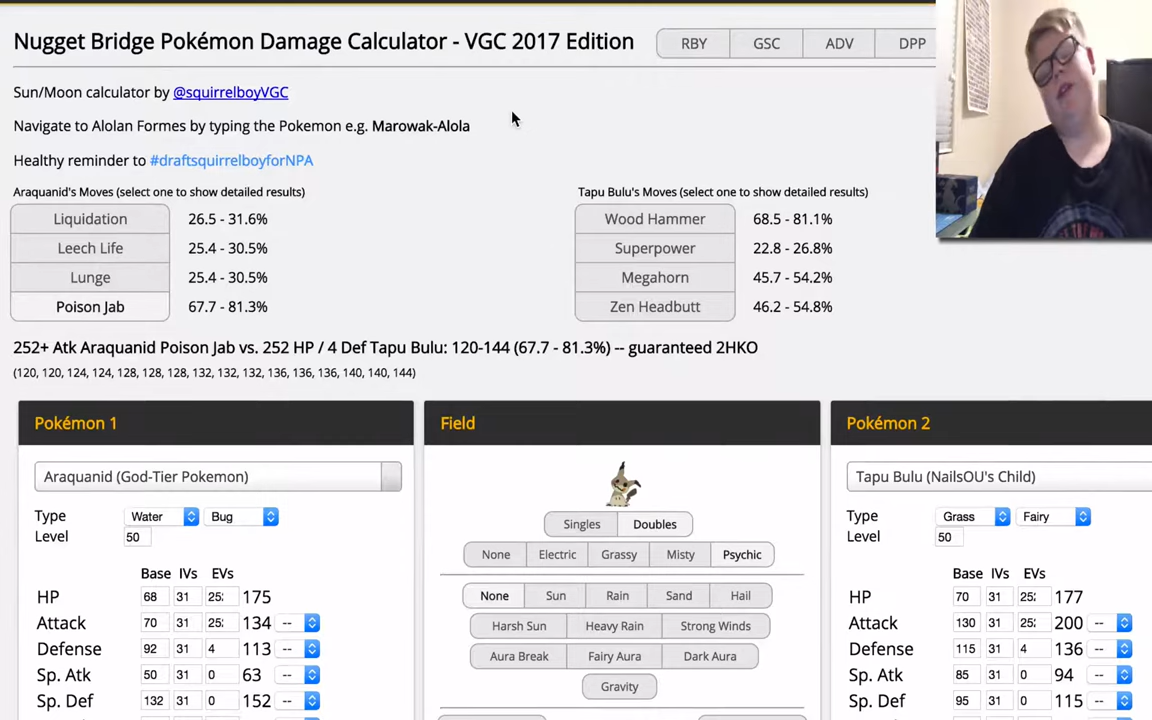 Nugget Bridge Pokémon Damage Calculator - VGC 2017 Edition
RBY GSC ADV DPP
Sun/Moon calculator by @squirrelboyVGC
Navigate to Alolan Formes by typing the Pokemon e.g. Marowak-Alola
Healthy reminder to #draftsquirrelboyforNPA
Araquanid's Moves (select one to show detailed results)
Liquidation 26.5 - 31.6%
Leech Life 25.4 - 30.5%
Lunge 25.4 - 30.5%
Poison Jab 67.7 - 81.3%
Tapu Bulu's Moves (select one to show detailed results)
Wood Hammer 68.5 - 81.1%
Superpower 22.8 - 26.8%
Megahorn 45.7 - 54.2%
Zen Headbutt 46.2 - 54.8%
252+ Atk Araquanid Poison Jab vs. 252 HP / 4 Def Tapu Bulu: 120-144 (67.7 - 81.3%) -- guaranteed 2HKO
(120, 120, 124, 124, 128, 128, 128, 132, 132, 132, 136, 136, 136, 140, 140, 144)
Pokémon 1
Araquanid (God-Tier Pokemon)
Type Water Bug
Level 50
Base IVs EVs
HP 68 31 25 175
Attack 70 31 25 134 --
Defense 92 31 4 113 --
Sp. Atk 50 31 0 63 --
Sp. Def 132 31 0 152 --
Field
Singles Doubles
None Electric Grassy Misty Psychic
None Sun Rain Sand Hail
Harsh Sun Heavy Rain Strong Winds
Aura Break Fairy Aura Dark Aura
Gravity
Pokémon 2
Tapu Bulu (NailsOU's Child)
Type Grass Fairy
Level 50
Base IVs EVs
HP 70 31 25 177
Attack 130 31 25 200 --
Defense 115 31 4 136 --
Sp. Atk 85 31 0 94 --
Sp. Def 95 31 0 115 --